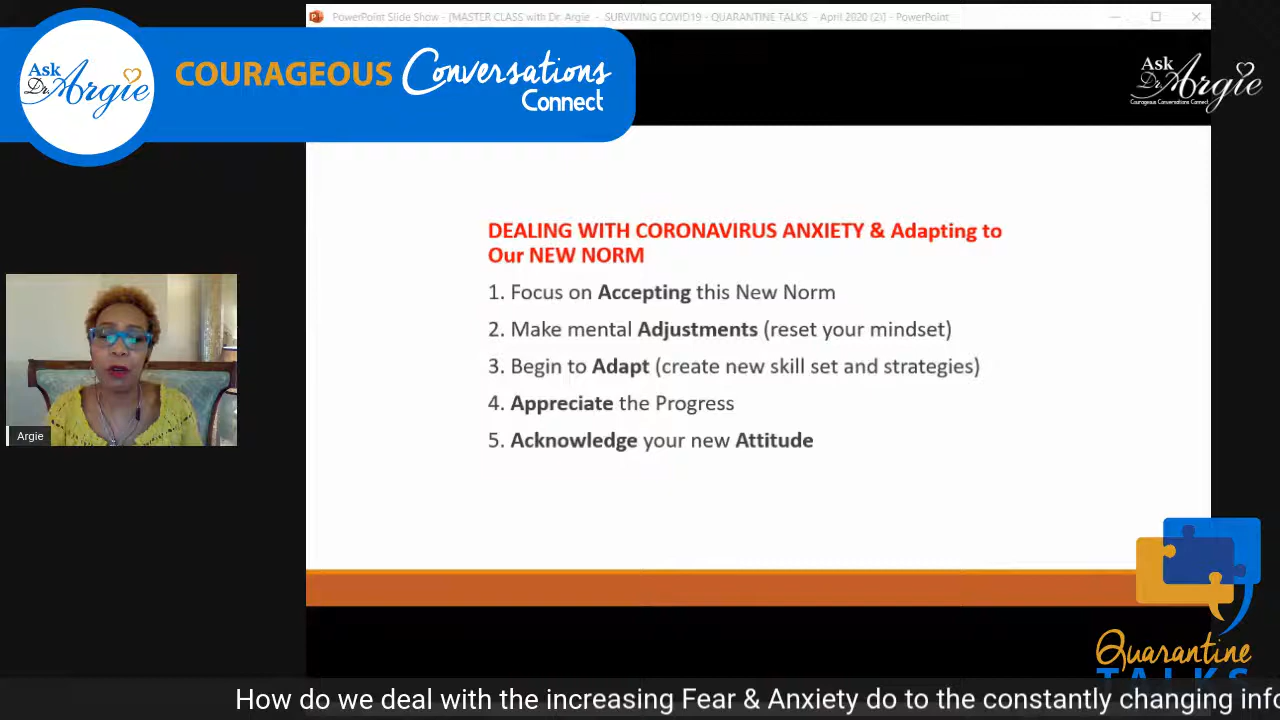 PowerPoint Slide Show - [MASTER CLASS with Dr. Argie - SURVIVING COVID19 - QUARANTINE TALKS - April 2020 (2)] - PowerPoint
Ask
Dr. Argie
COURAGEOUS Conversations
Connect
Ask
Dr. Argie
Courageous Conversations Connect
DEALING WITH CORONAVIRUS ANXIETY & Adapting to
Our NEW NORM
1. Focus on Accepting this New Norm
2. Make mental Adjustments (reset your mindset)
3. Begin to Adapt (create new skill set and strategies)
4. Appreciate the Progress
5. Acknowledge your new Attitude
Argie
Quarantine
TALKS
How do we deal with the increasing Fear & Anxiety do to the constantly changing info